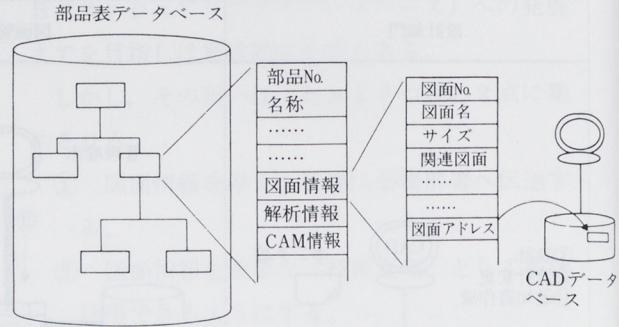 部品表データベース
部品No.
名称
……
……
図面情報
解析情報
CAM情報
図面No.
図面名
サイズ
関連図面
……
……
図面アドレス
CADデータ
ベース